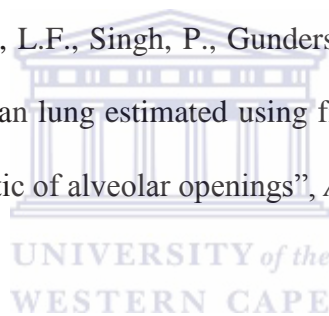 , L.F., Singh, P., Gunders
an lung estimated using f
tic of alveolar openings”,
UNIVERSITY of the
WESTERN CAPE